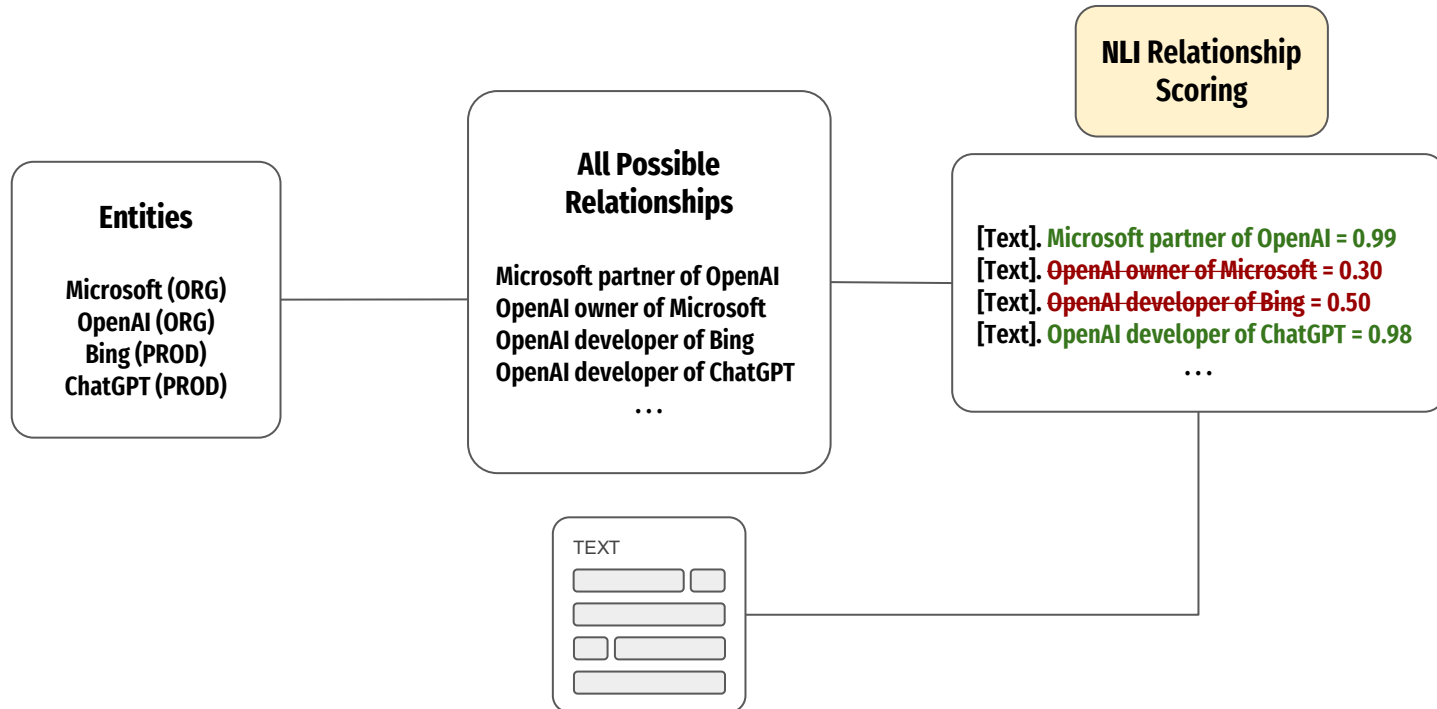 NLI Relationship
Scoring
All Possible
Relationships
Entities
Microsoft (ORG)
OpenAI (ORG)
Bing (PROD)
ChatGPT (PROD)
Microsoft partner of OpenAI
OpenAI owner of Microsoft
OpenAI developer of Bing
OpenAI developer of ChatGPT
...
[Text]. Microsoft partner of OpenAI = 0.99
[Text]. OpenAI owner of Microsoft = 0.30
[Text]. OpenAI developer of Bing = 0.50
[Text]. OpenAI developer of ChatGPT = 0.98
...
TEXT